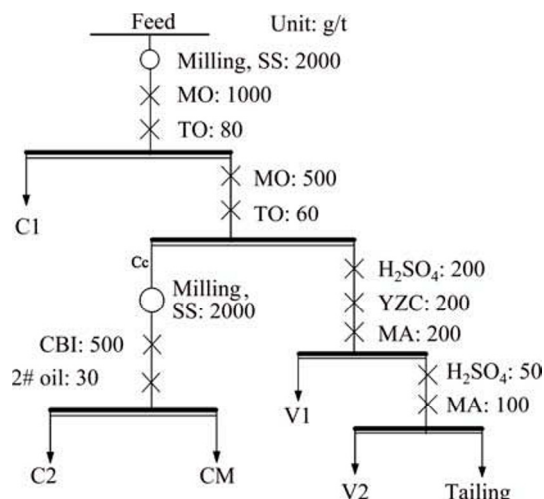 Feed
Unit: g/t
Milling, SS: 2000
MO: 1000
TO: 80
MO: 500
C1
TO: 60
Cc
H₂SO₄: 200
Milling,
SS: 2000
YZC: 200
MA: 200
CBI: 500
H₂SO₄: 50
2# oil: 30
MA: 100
V1
C2
CM
V2
Tailing